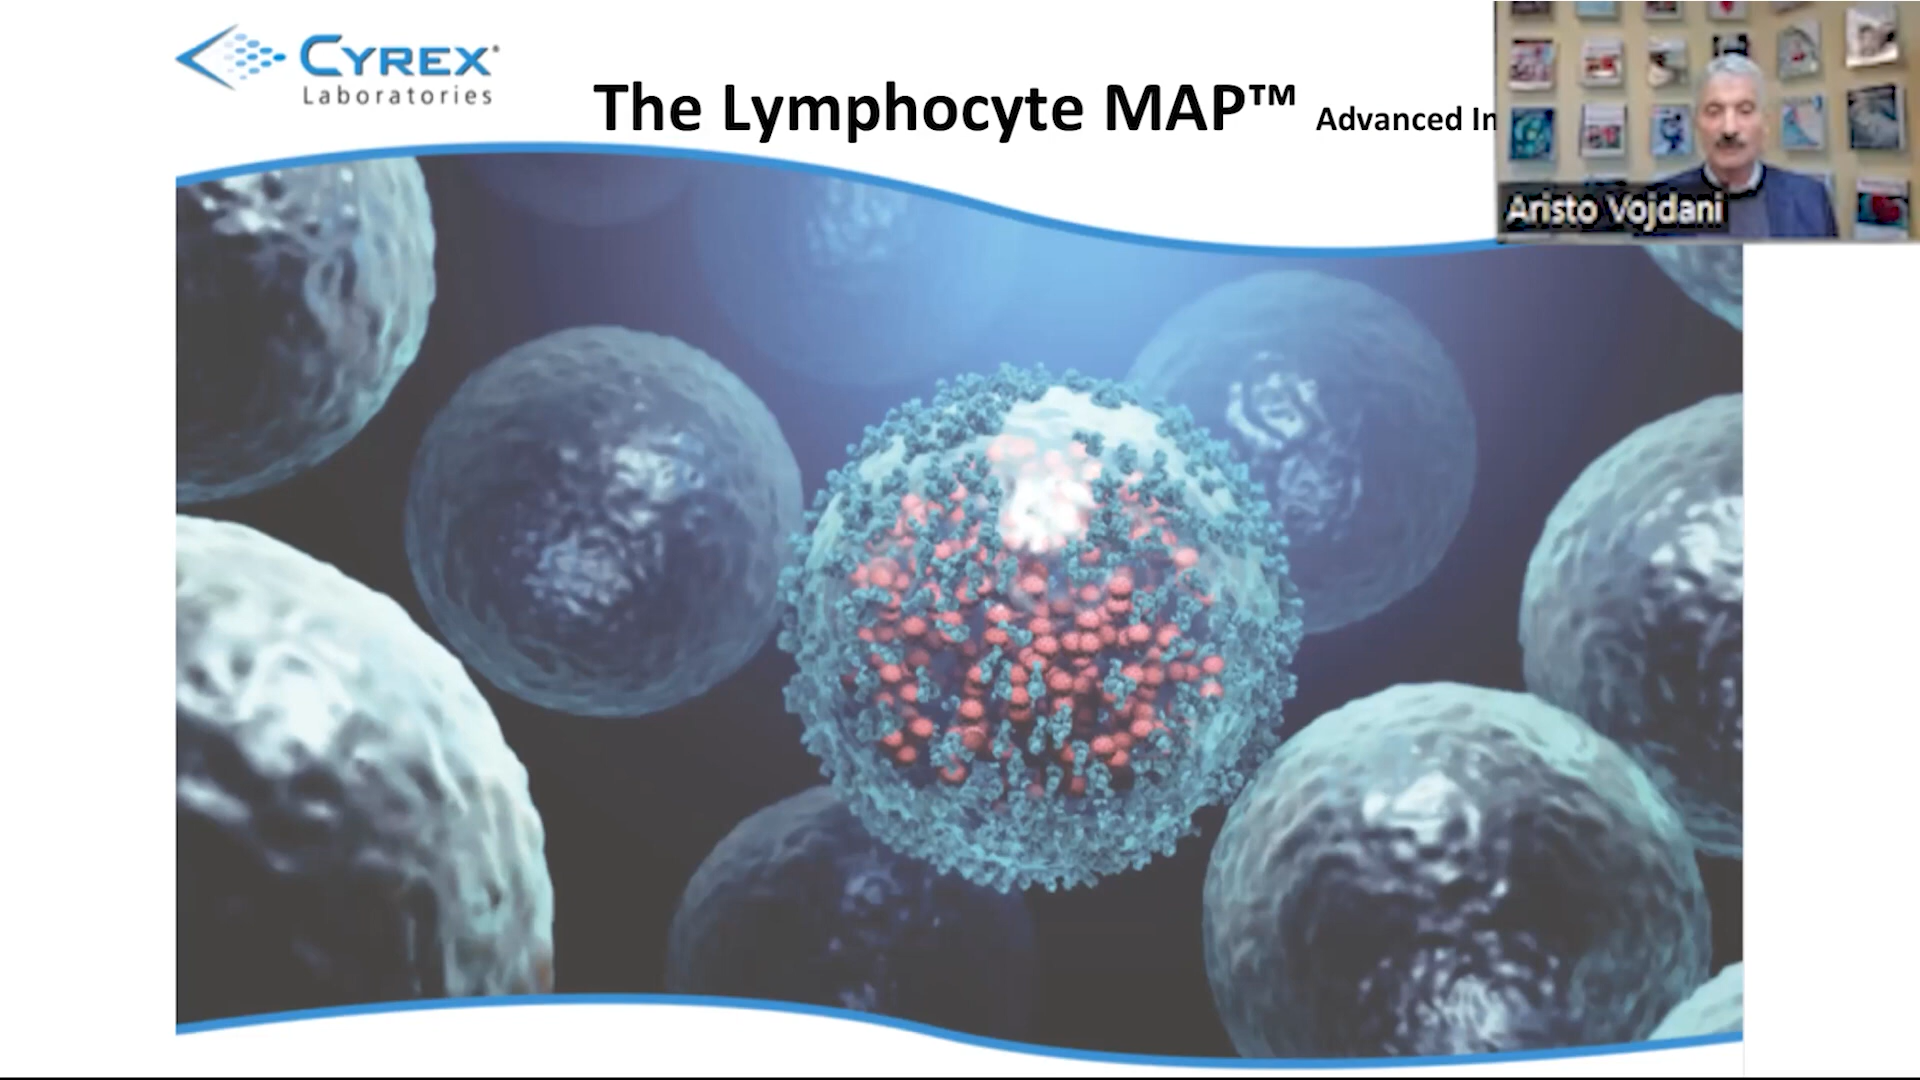 CYREX®
Laboratories
The Lymphocyte MAP™ Advanced In
Aristo Vojdani